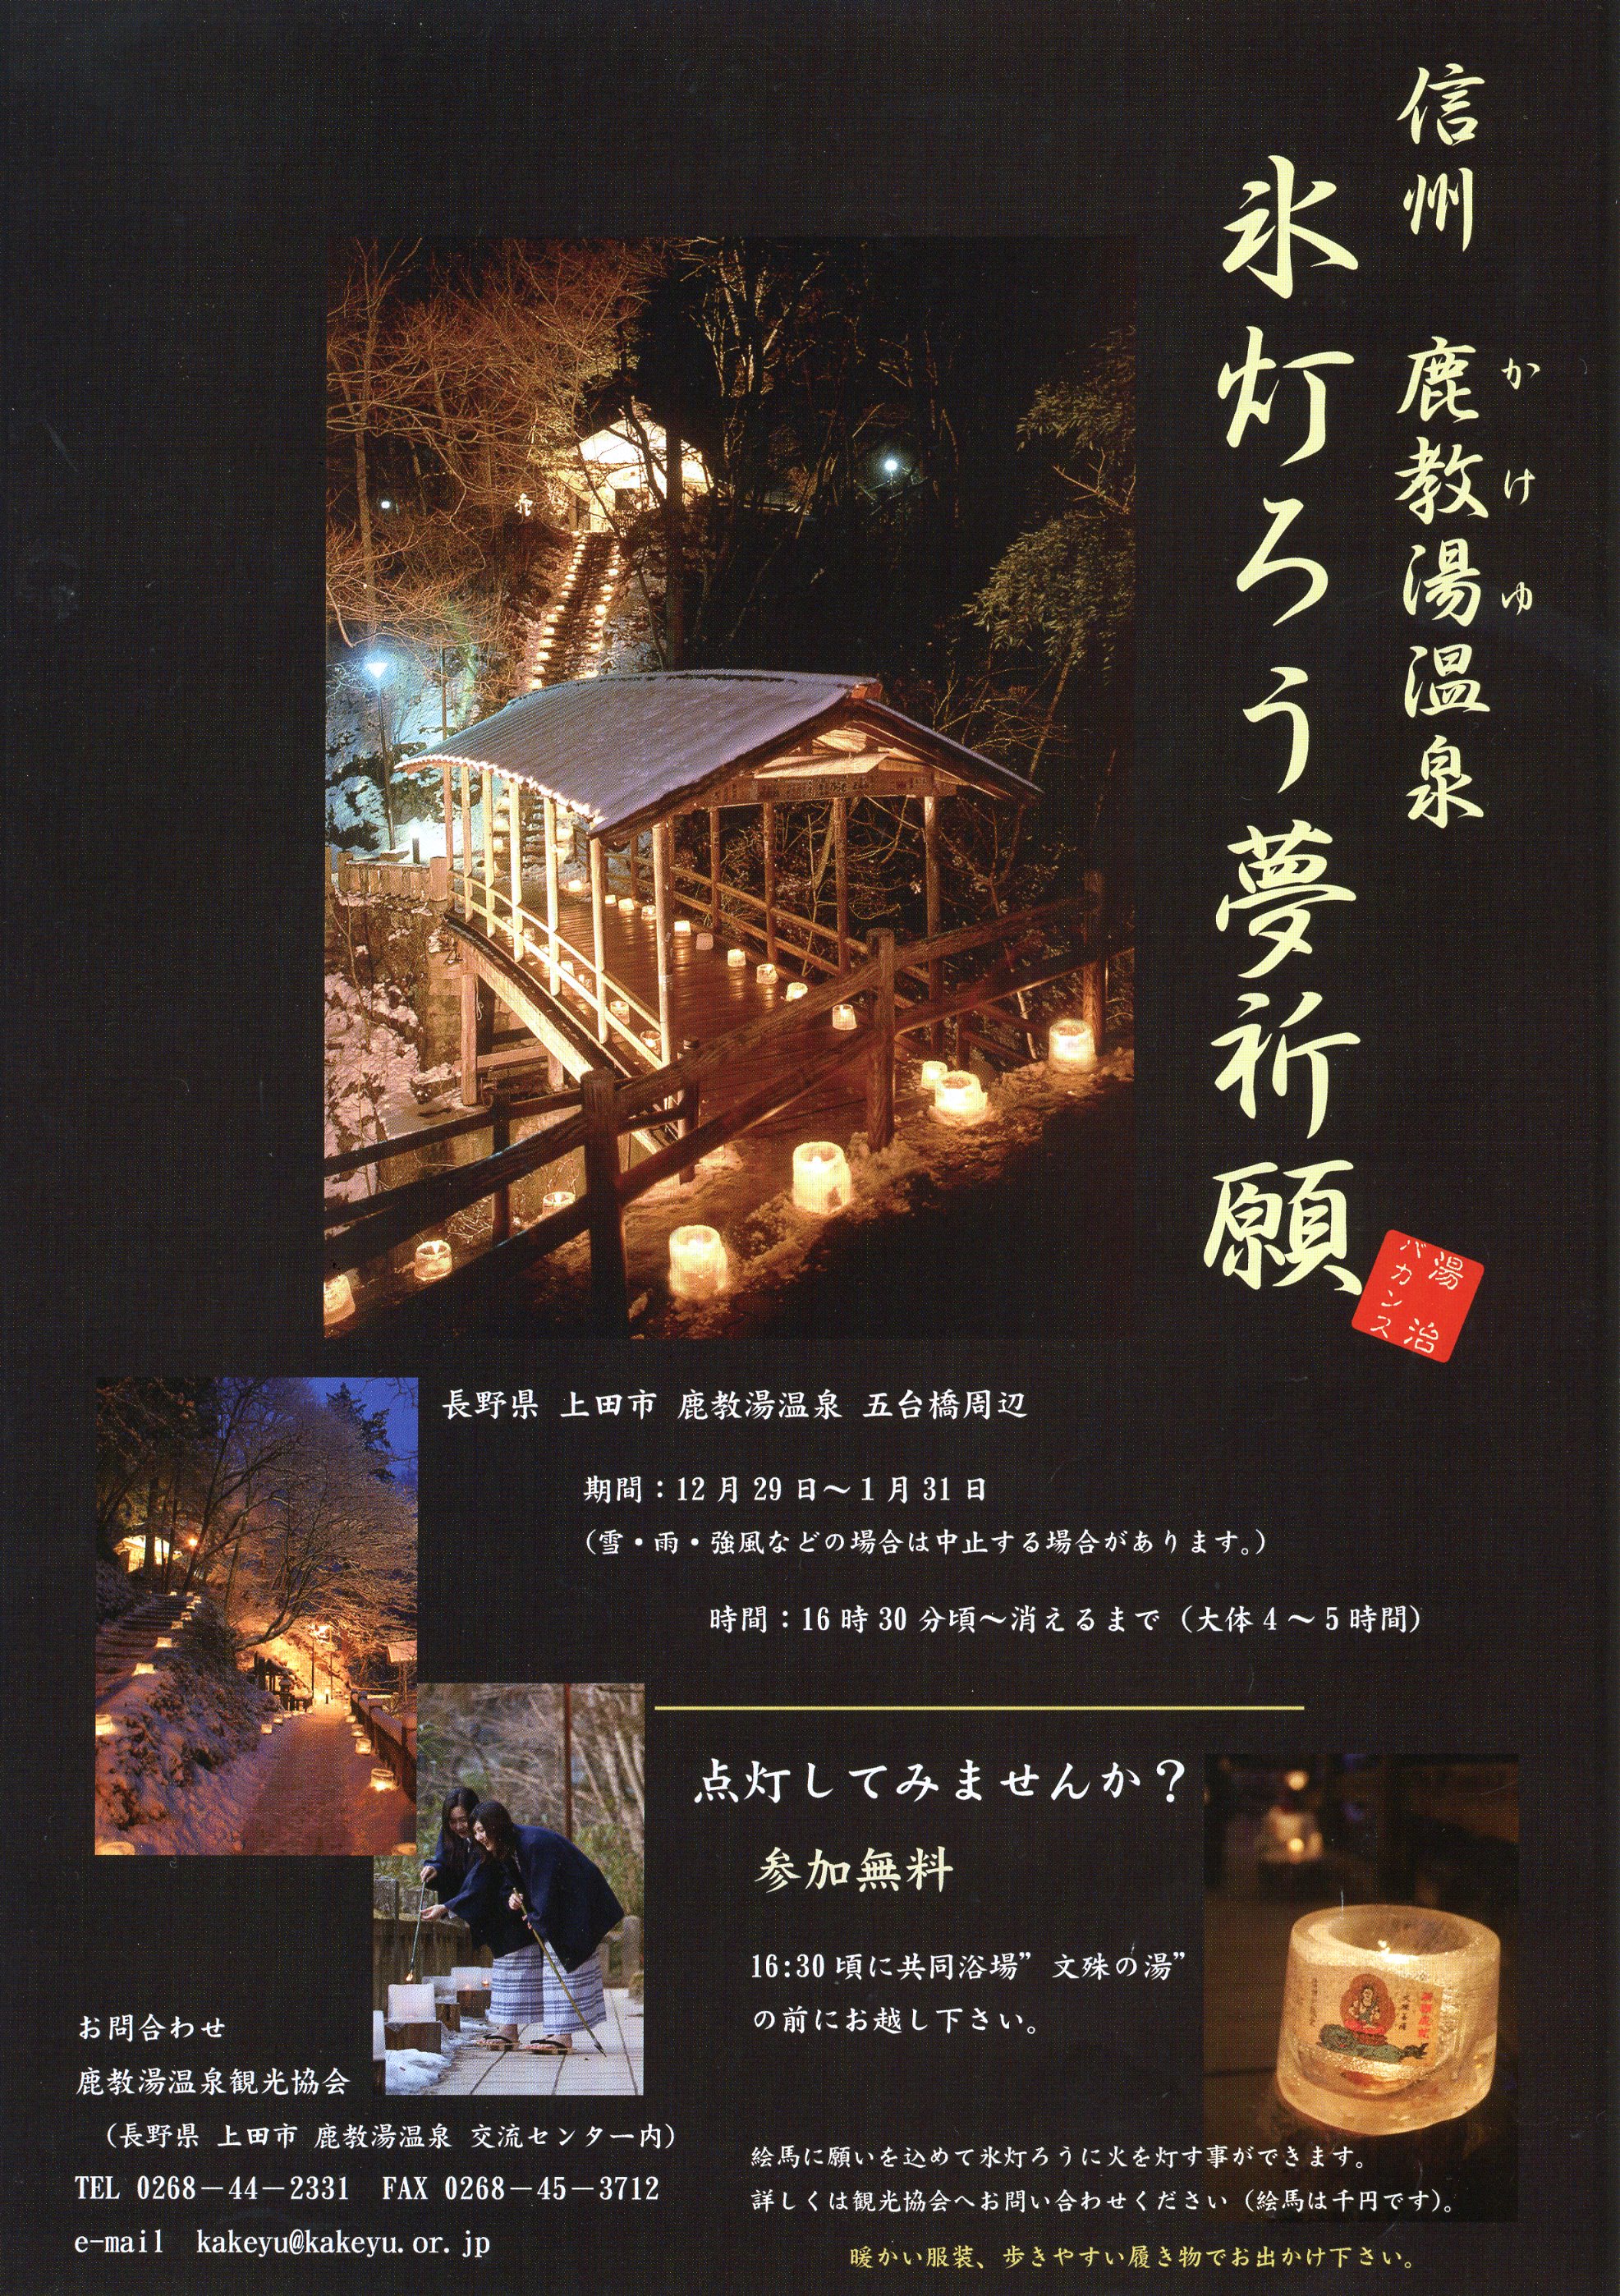 信州 鹿教湯温泉
かけゆ
氷灯ろう夢祈願
湯治
バカンス
長野県 上田市 鹿教湯温泉 五台橋周辺
期間：12月29日～1月31日
（雪・雨・強風などの場合は中止する場合があります。）
時間：16時30分頃～消えるまで（大体4～5時間）
点灯してみませんか？
参加無料
16:30頃に共同浴場”文殊の湯”
の前にお越し下さい。
絵馬に願いを込めて氷灯ろうに火を灯す事ができます。
詳しくは観光協会へお問い合わせください（絵馬は千円です）。
暖かい服装、歩きやすい履き物でお出かけ下さい。
お問合わせ
鹿教湯温泉観光協会
（長野県 上田市 鹿教湯温泉 交流センター内）
TEL 0268－44－2331 FAX 0268－45－3712
e-mail kakeyu@kakeyu.or.jp